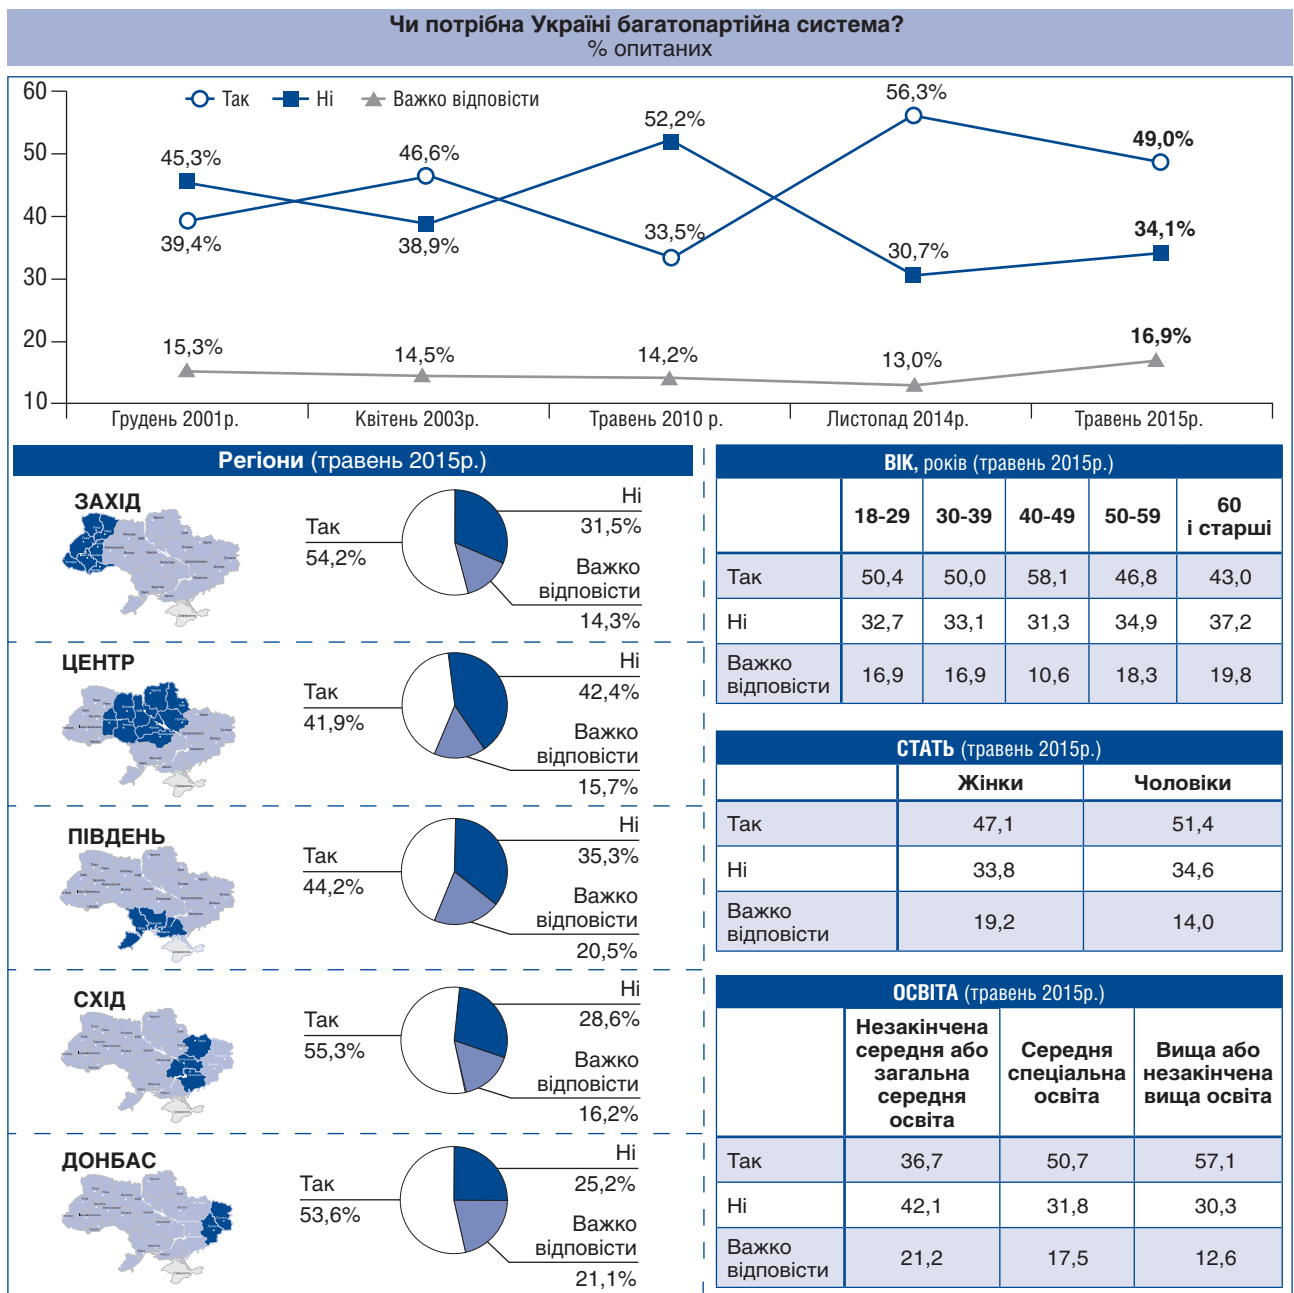 Чи потрібна Україні багатопартійна система?
% опитаних
60
50
40
30
20
10
Так
Ні
Важко відповісти
45,3%
39,4%
46,6%
38,9%
52,2%
33,5%
56,3%
30,7%
49,0%
34,1%
15,3%
14,5%
14,2%
13,0%
16,9%
Грудень 2001р.
Квітень 2003р.
Травень 2010 р.
Листопад 2014р.
Травень 2015р.
Регіони (травень 2015р.)
ЗАХІД
Так
54,2%
Ні
31,5%
Важко
відповісти
14,3%
ЦЕНТР
Так
41,9%
Ні
42,4%
Важко
відповісти
15,7%
ПІВДЕНЬ
Так
44,2%
Ні
35,3%
Важко
відповісти
20,5%
СХІД
Так
55,3%
Ні
28,6%
Важко
відповісти
16,2%
ДОНБАС
Так
53,6%
Ні
25,2%
Важко
відповісти
21,1%
ВІК, років (травень 2015р.)
18-29 30-39 40-49 50-59 60 і старші
Так 50,4 50,0 58,1 46,8 43,0
Ні 32,7 33,1 31,3 34,9 37,2
Важко відповісти 16,9 16,9 10,6 18,3 19,8
СТАТЬ (травень 2015р.)
Жінки Чоловіки
Так 47,1 51,4
Ні 33,8 34,6
Важко відповісти 19,2 14,0
ОСВІТА (травень 2015р.)
Незакінчена
середня або
загальна
середня
освіта
Середня
спеціальна
освіта
Вища або
незакінчена
вища освіта
Так 36,7 50,7 57,1
Ні 42,1 31,8 30,3
Важко відповісти 21,2 17,5 12,6